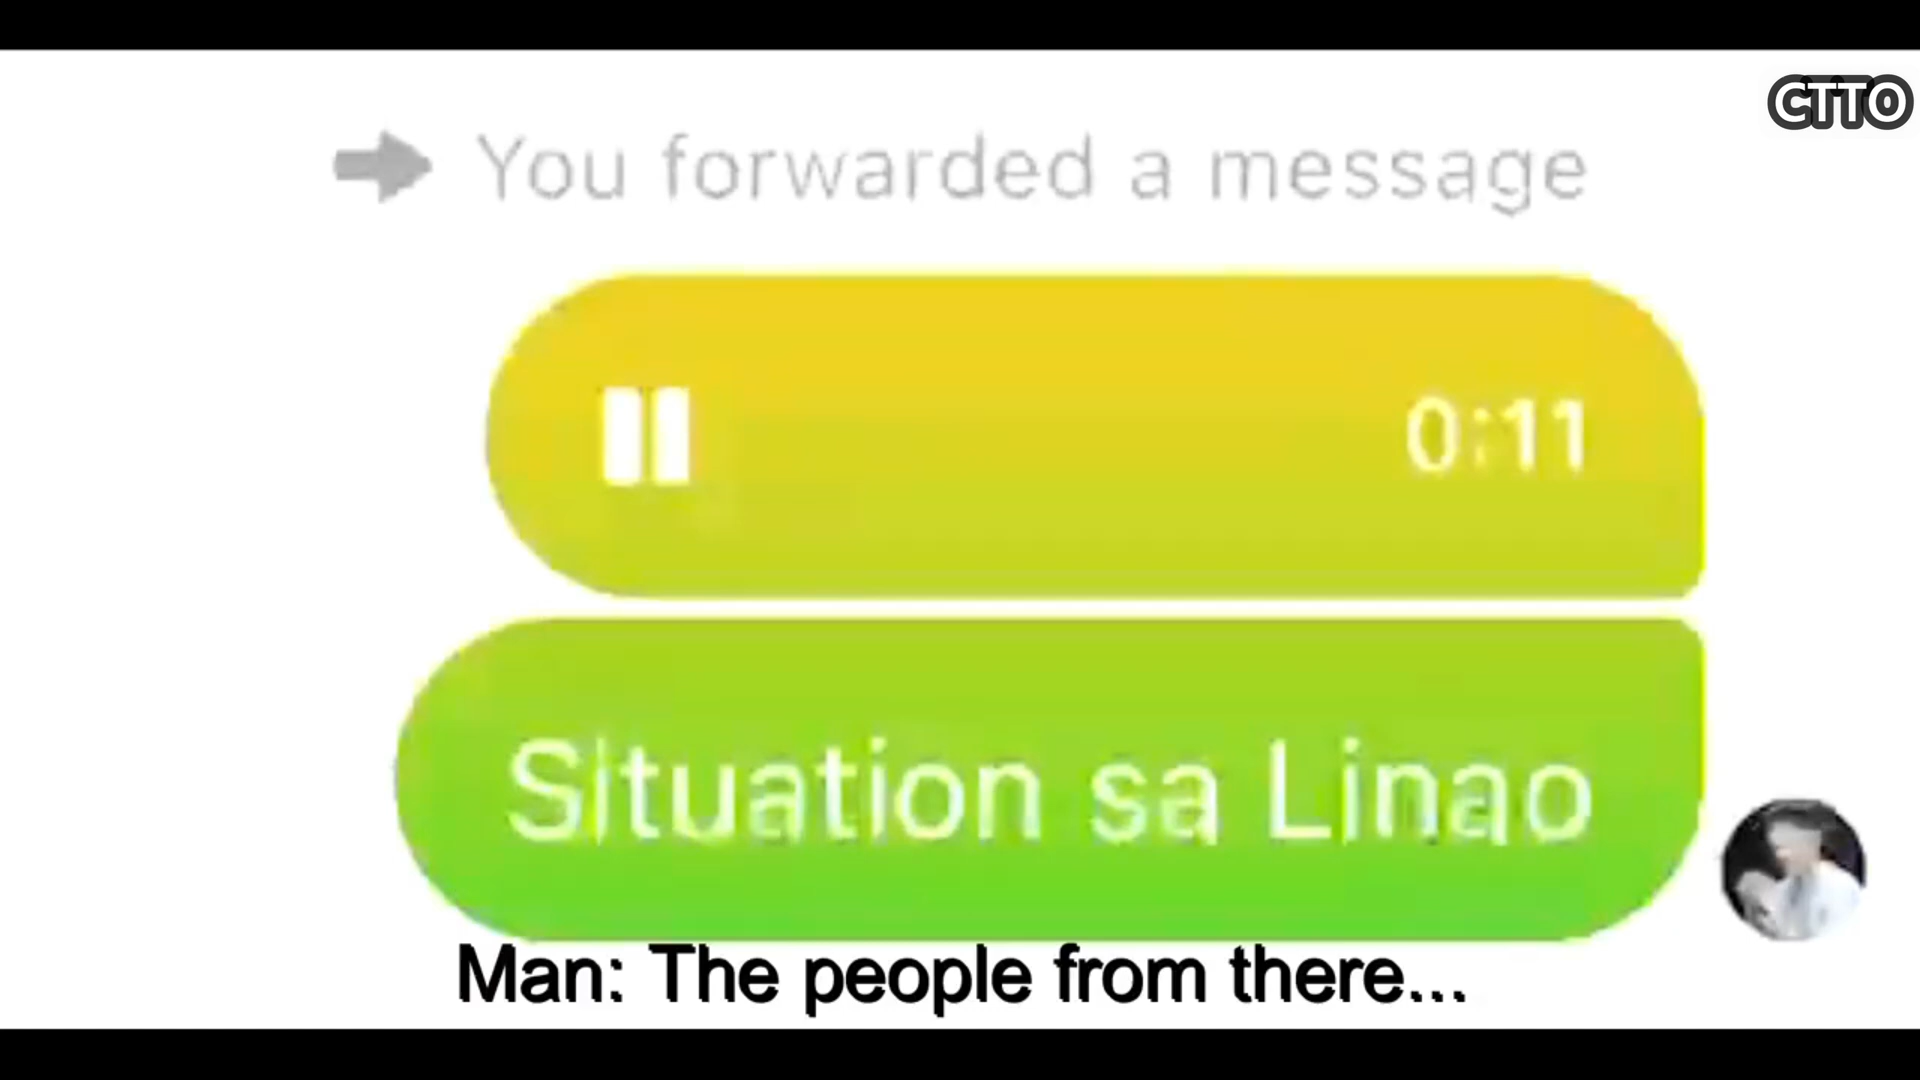 CTTO
You forwarded a message
0:11
Situation sa Linao
Man: The people from there...